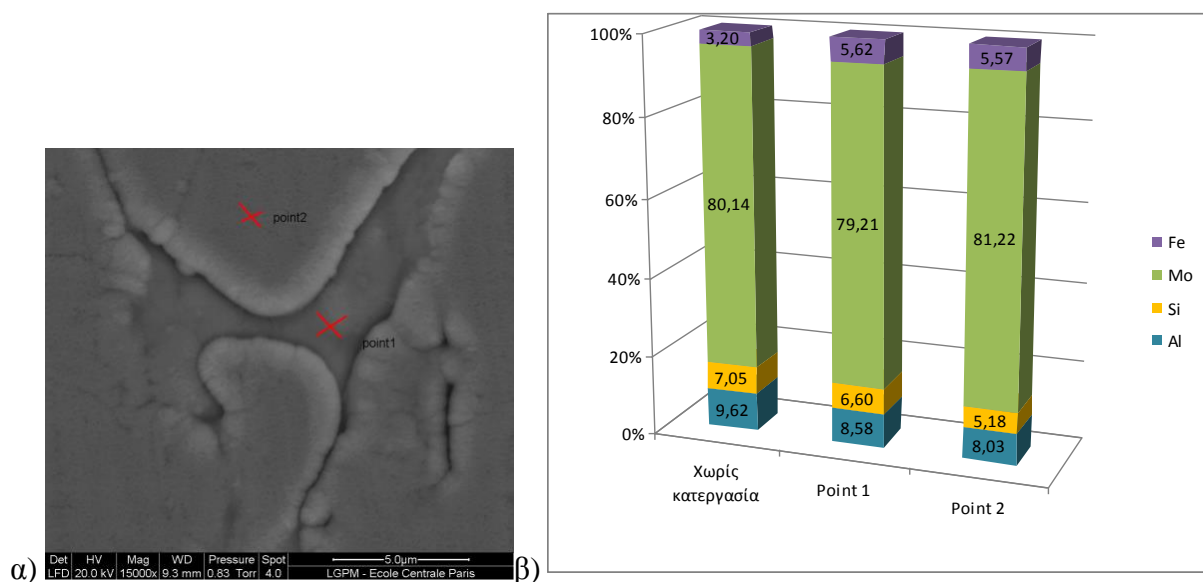 point2
point1
Det HV Mag WD Pressure Spot 5.0μm
LFD 20.0 kV 15000x 9.3 mm 0.83 Torr 4.0 LGPM - Ecole Centrale Paris
α)
100%
80%
60%
40%
20%
0%
3,20
80,14
7,05
9,62
5,62
79,21
6,60
8,58
5,57
81,22
5,18
8,03
Χωρίς
κατεργασία
Point 1
Point 2
Fe
Mo
Si
Al
β)